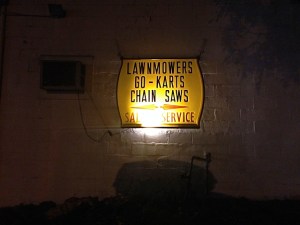 LAWNMOWERS
GO-KARTS
CHAIN SAWS
SALES SERVICE